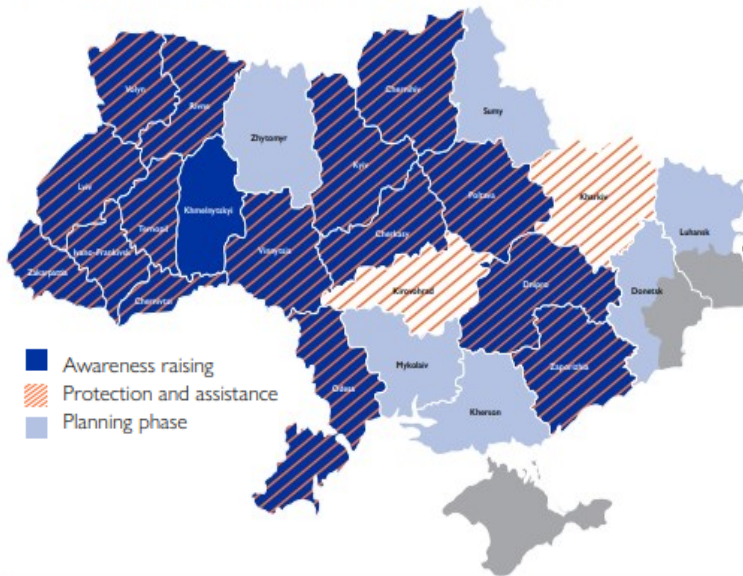 Volyn
Rivne
Chernihiv
Sumy
Zhytomyr
Kyiv
Lviv
Khmelnytskyi
Poltava
Kharkiv
Ternopil
Cherkasy
Luhansk
Ivano-Frankivsk
Vinnytsia
Zakarpattia
Chernivtsi
Dnipro
Donetsk
Kirovohrad
Mykolaiv
Zaporizhia
Odesa
Kherson
Awareness raising
Protection and assistance
Planning phase